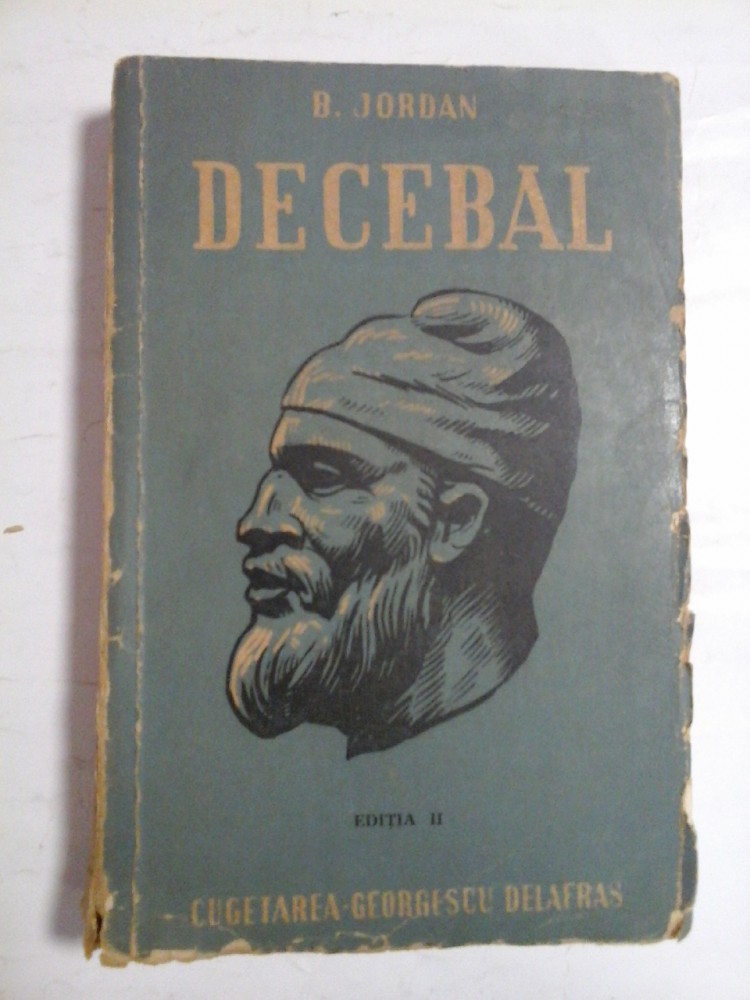 B. JORDAN
DECEBAL
EDIȚIA II
CUGETAREA-GEORGESCU DELAFRAS